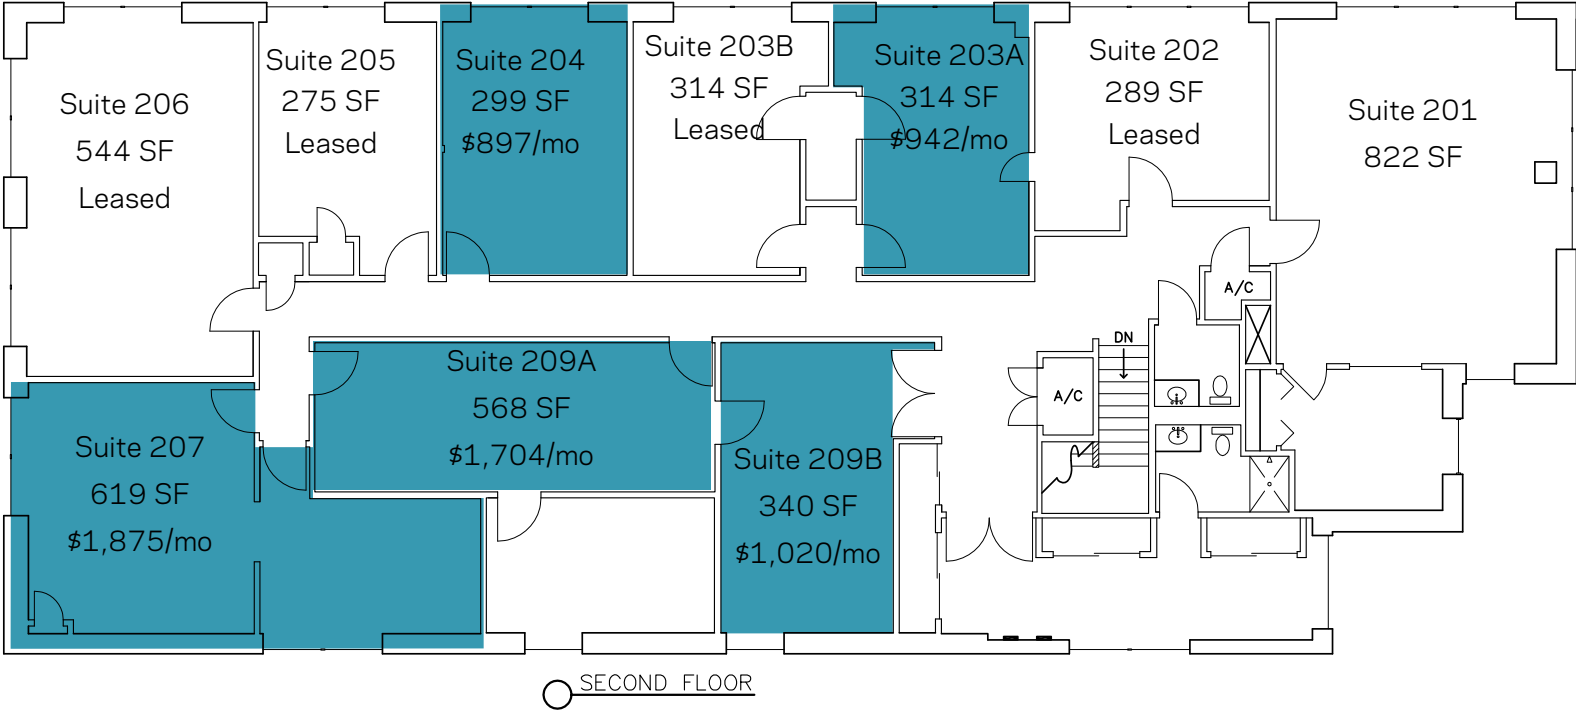 Suite 206
544 SF
Leased
Suite 205
275 SF
Leased
Suite 204
299 SF
$897/mo
Suite 203B
314 SF
Leased
Suite 203A
314 SF
$942/mo
Suite 202
289 SF
Leased
Suite 201
822 SF
A/C
DN
A/C
Suite 209A
568 SF
$1,704/mo
Suite 207
619 SF
$1,875/mo
Suite 209B
340 SF
$1,020/mo
SECOND FLOOR